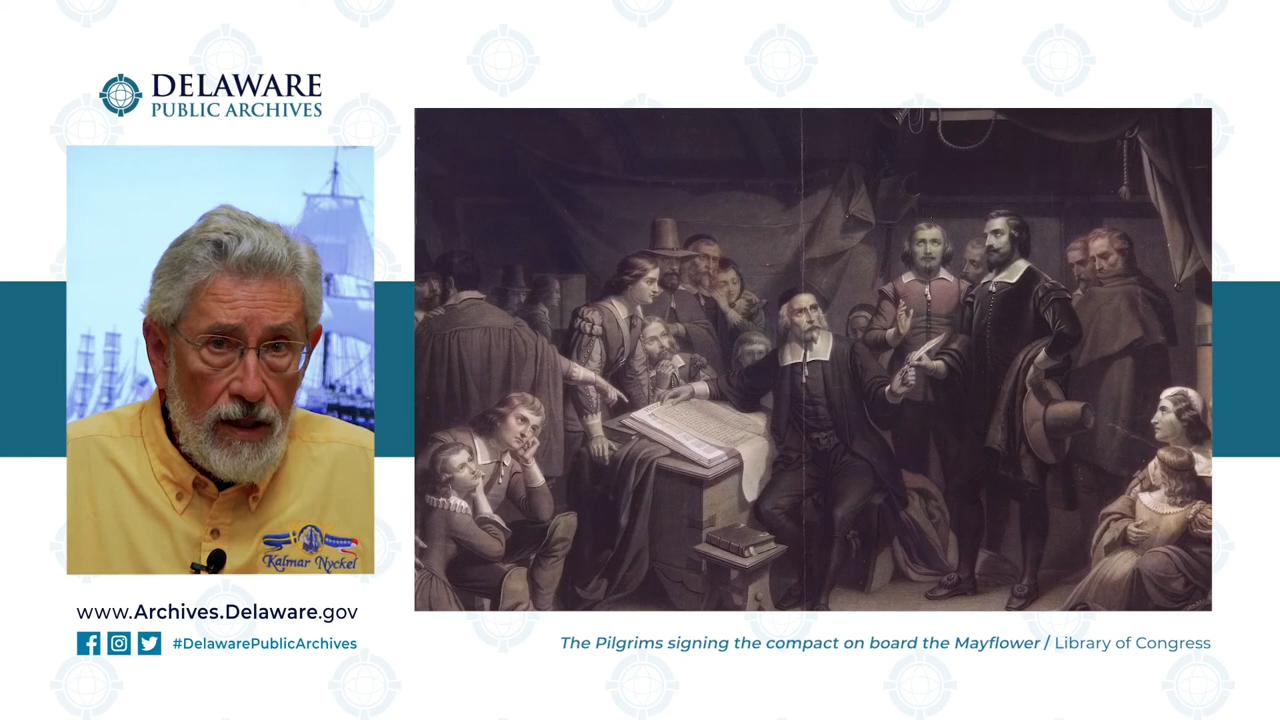 DELAWARE
PUBLIC ARCHIVES
Kalmar Nyckel
www.Archives.Delaware.gov
#DelawarePublicArchives
The Pilgrims signing the compact on board the Mayflower / Library of Congress